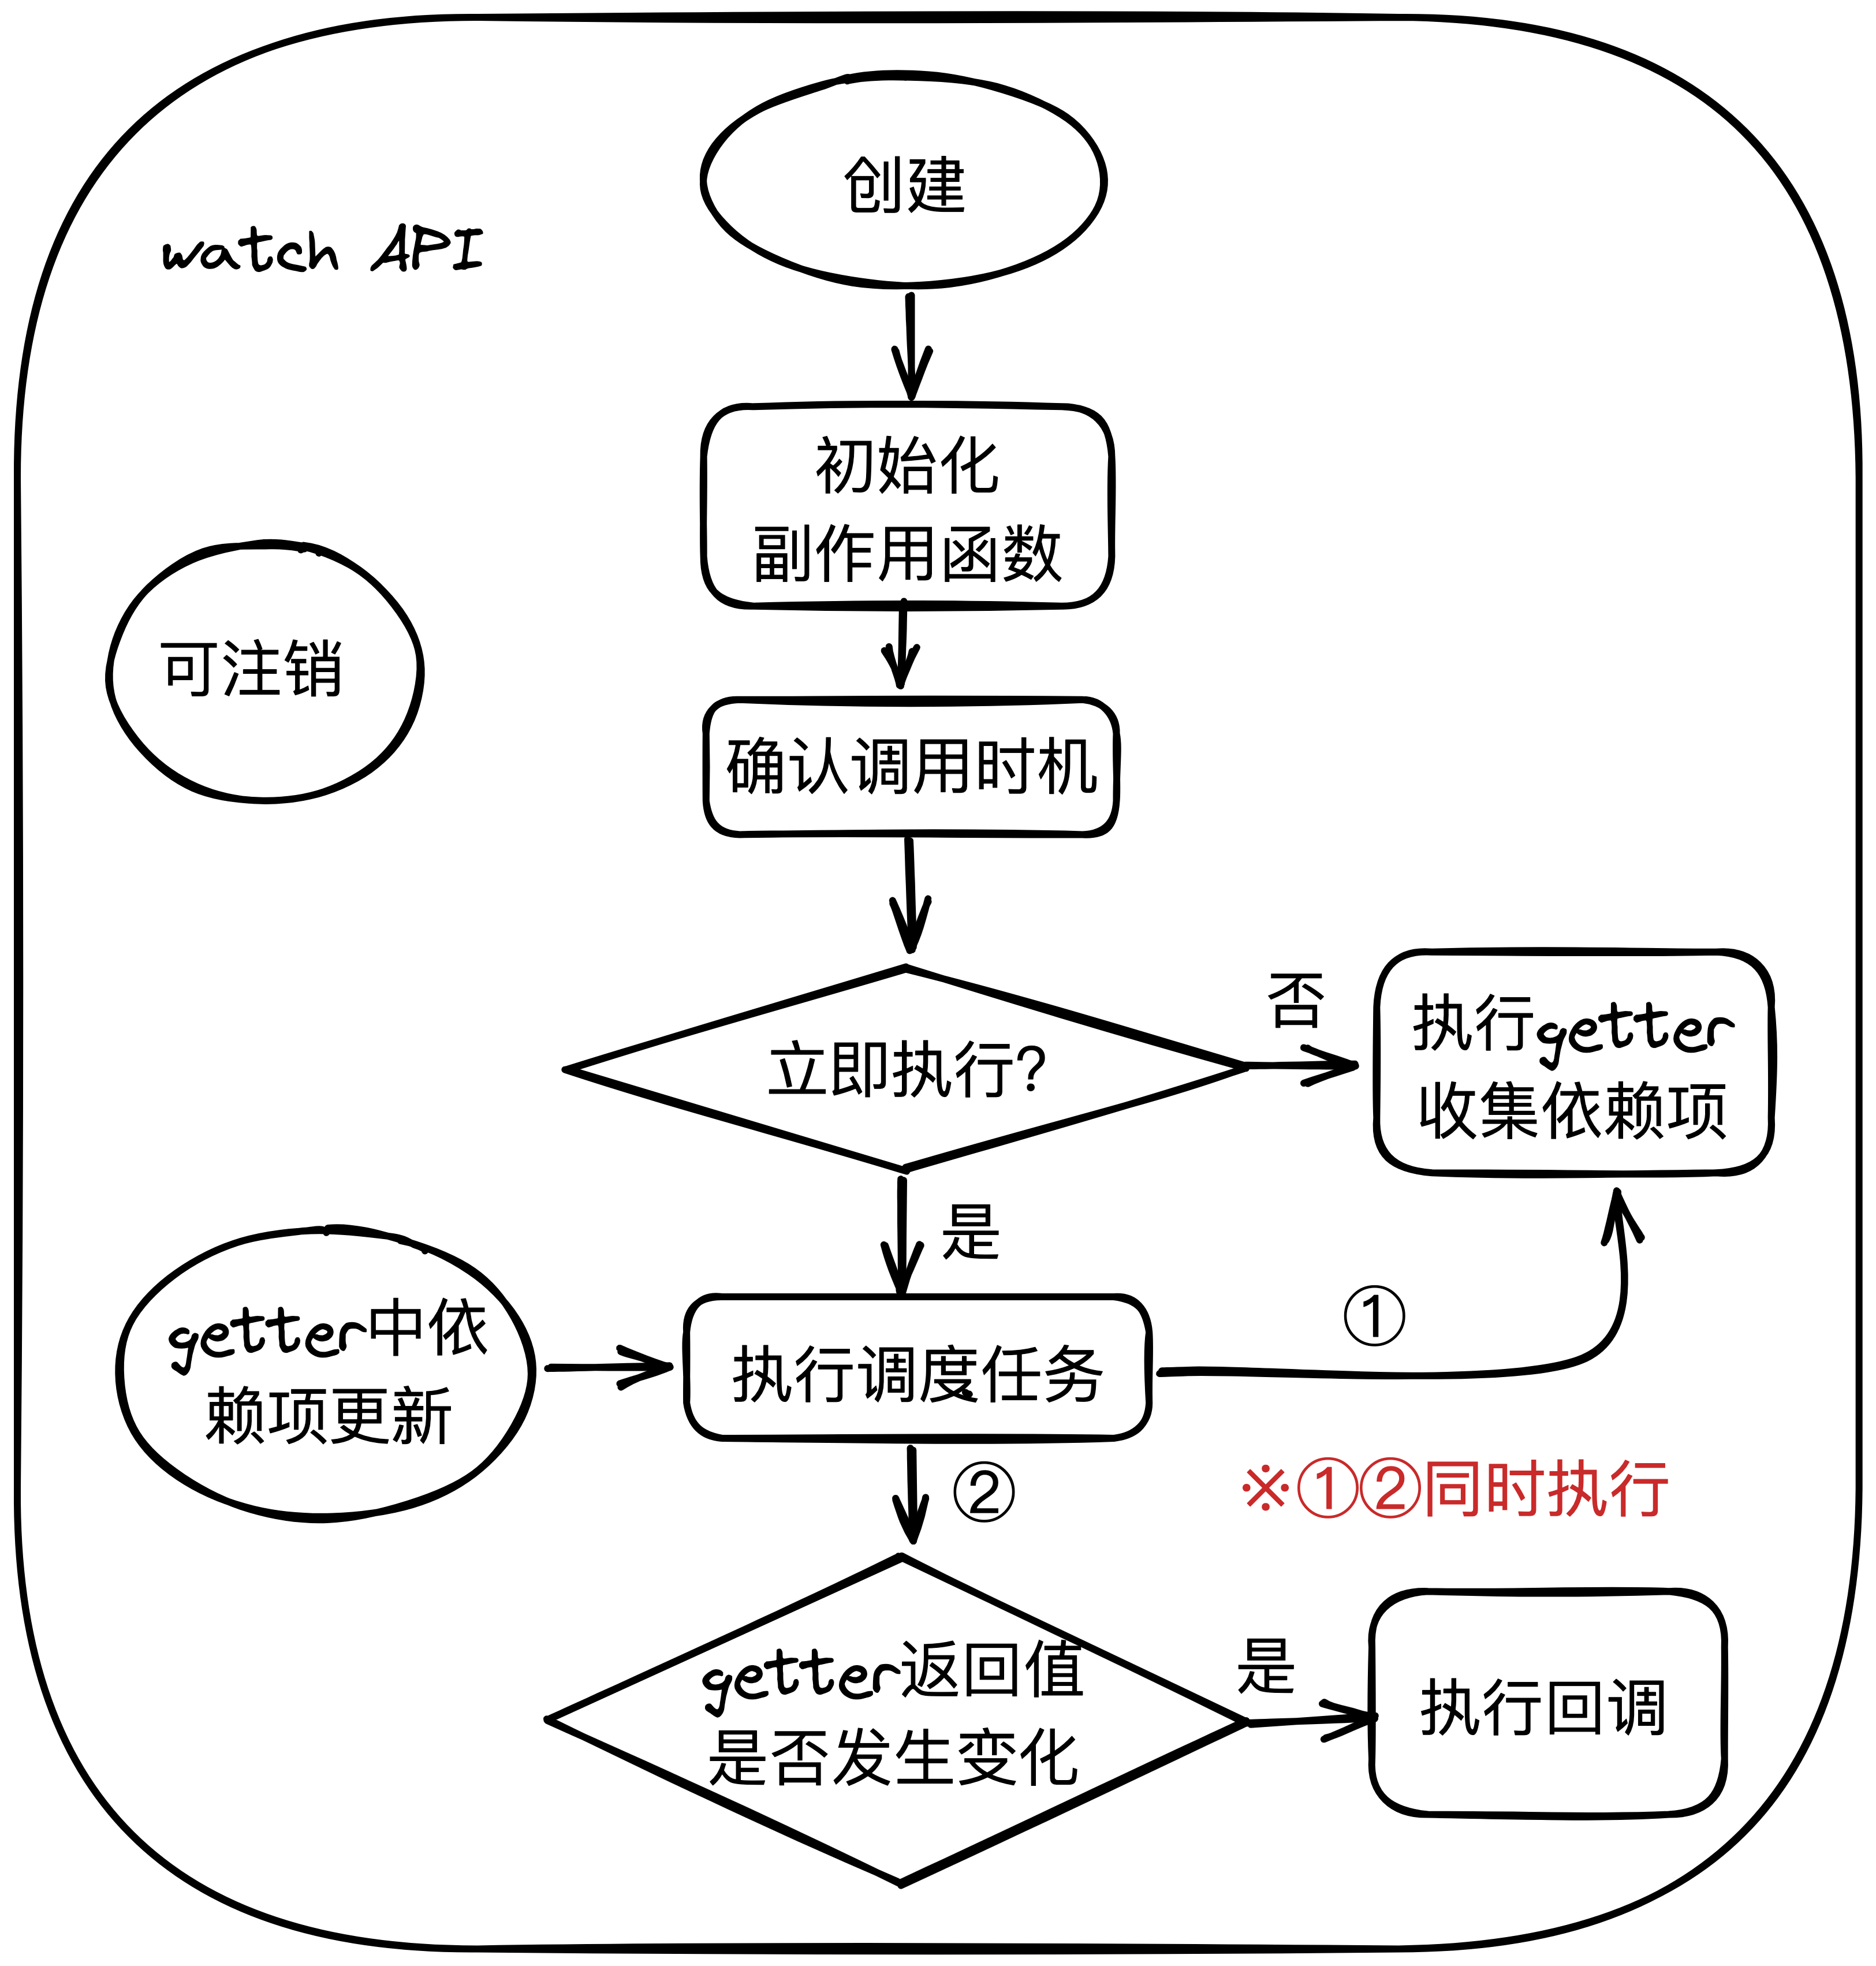 创建
watch API
初始化
副作用函数
可注销
确认调用时机
立即执行?
否
执行getter
收集依赖项
是
getter中依
赖项更新
执行调度任务
①
②
※①②同时执行
getter返回值
是否发生变化
是
执行回调